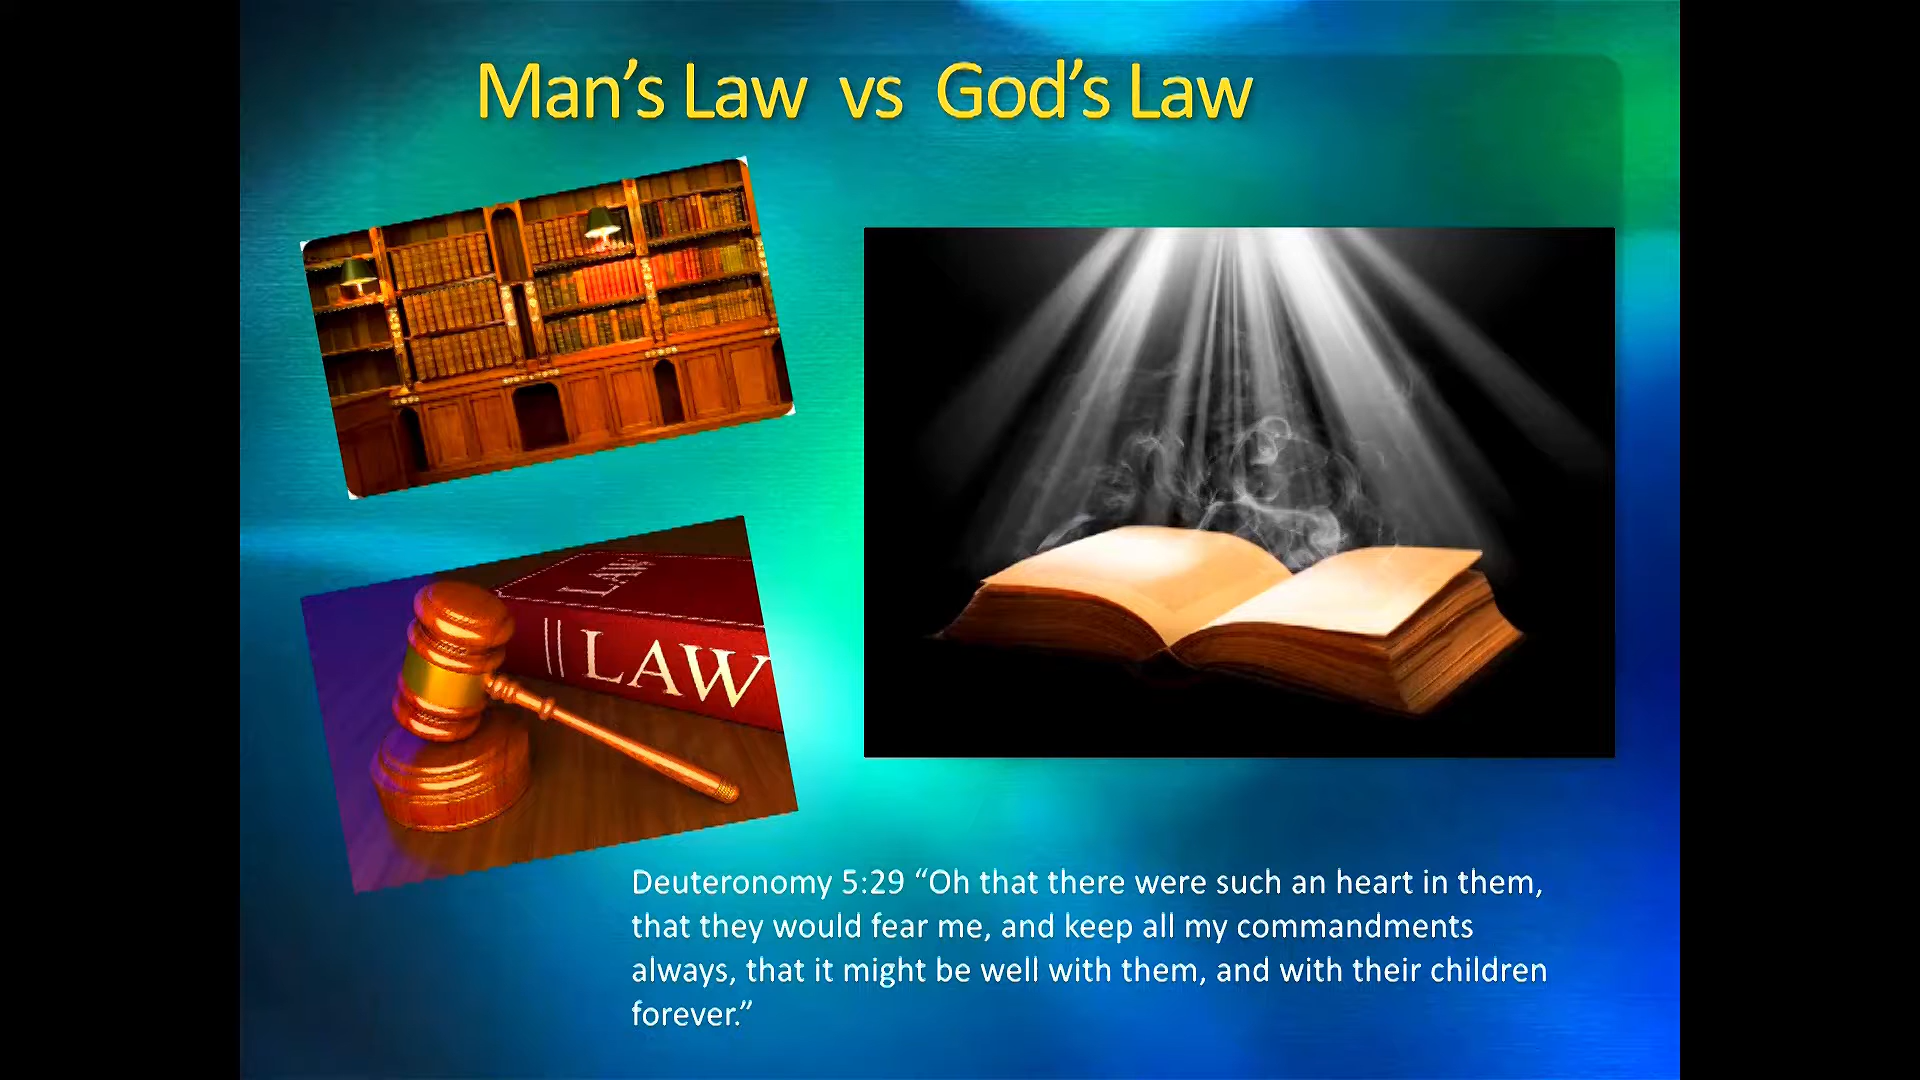 Man’s Law vs God’s Law
LAW
LAW
Deuteronomy 5:29 “Oh that there were such an heart in them,
that they would fear me, and keep all my commandments
always, that it might be well with them, and with their children
forever.”